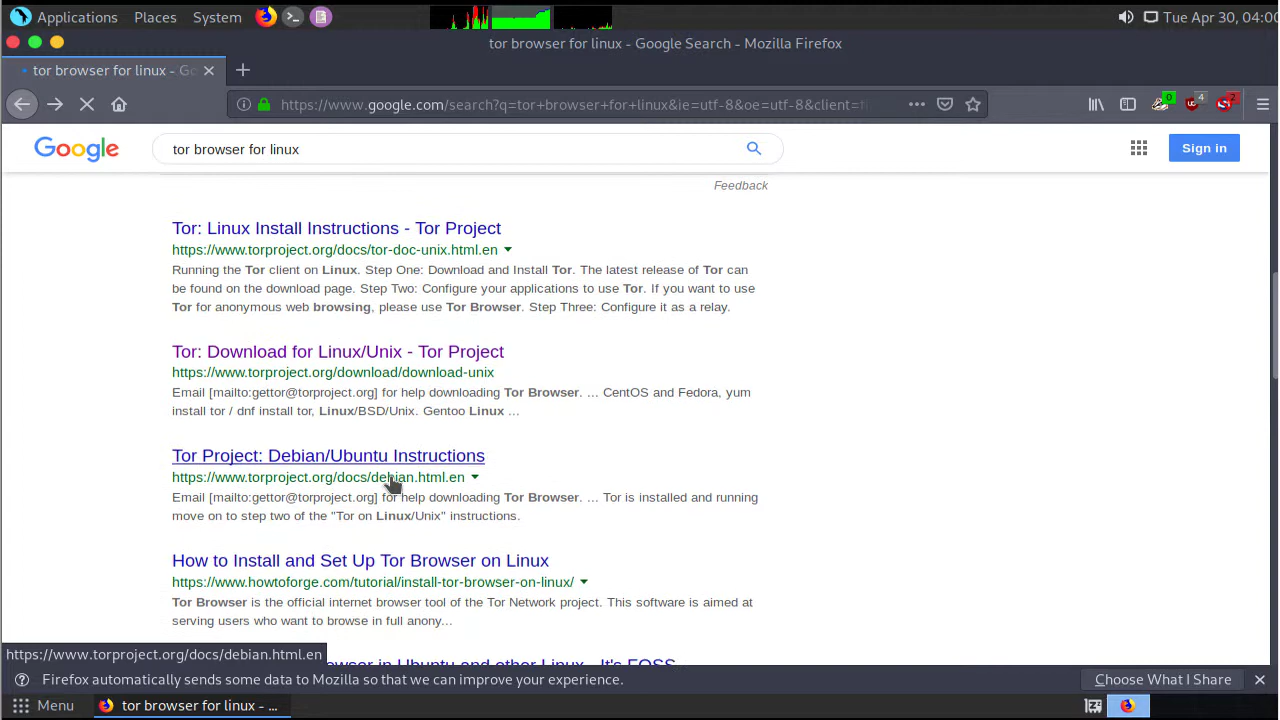 Applications Places System
Tue Apr 30, 04:00
tor browser for linux - Google Search - Mozilla Firefox
tor browser for linux - Go
https://www.google.com/search?q=tor+browser+for+linux&ie=utf-8&oe=utf-8&client=f
0
4
2
Google
tor browser for linux
Sign in
Feedback
Tor: Linux Install Instructions - Tor Project
https://www.torproject.org/docs/tor-doc-unix.html.en
Running the Tor client on Linux. Step One: Download and Install Tor. The latest release of Tor can
be found on the download page. Step Two: Configure your applications to use Tor. If you want to use
Tor for anonymous web browsing, please use Tor Browser. Step Three: Configure it as a relay.
Tor: Download for Linux/Unix - Tor Project
https://www.torproject.org/download/download-unix
Email [mailto:gettor@torproject.org] for help downloading Tor Browser. ... CentOS and Fedora, yum
install tor / dnf install tor, Linux/BSD/Unix. Gentoo Linux ...
Tor Project: Debian/Ubuntu Instructions
https://www.torproject.org/docs/debian.html.en
Email [mailto:gettor@torproject.org] for help downloading Tor Browser. ... Tor is installed and running
move on to step two of the "Tor on Linux/Unix" instructions.
How to Install and Set Up Tor Browser on Linux
https://www.howtoforge.com/tutorial/install-tor-browser-on-linux/
Tor Browser is the official internet browser tool of the Tor Network project. This software is aimed at
serving users who want to browse in full anony...
https://www.torproject.org/docs/debian.html.en
owser in Ubuntu and other Linux - It's FOSS
Firefox automatically sends some data to Mozilla so that we can improve your experience.
Choose What I Share
Menu
tor browser for linux - ...